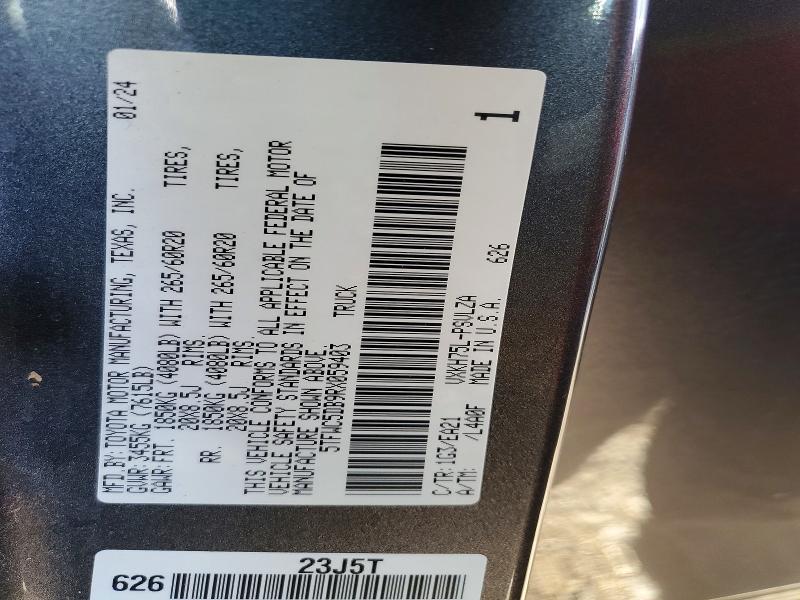 MFD BY:TOYOTA MOTOR MANUFACTURING, TEXAS, INC. 01/24
GVWR:3455KG (7615LB)
GAWR:FRT. 1850KG (4080LB) WITH 265/60R20 TIRES,
20X8.5J RIMS.
RR. 1850KG (4080LB) WITH 265/60R20 TIRES,
20X8.5J RIMS.
THIS VEHICLE CONFORMS TO ALL APPLICABLE FEDERAL MOTOR
VEHICLE SAFETY STANDARDS IN EFFECT ON THE DATE OF
MANUFACTURE SHOWN ABOVE.
5TFWC5DB9RX059403 TRUCK
C/TR:1G3/EA21 VXKH75L-PSVLZA
A/TM: /L4A0F MADE IN U.S.A. 626
1
23J5T
626